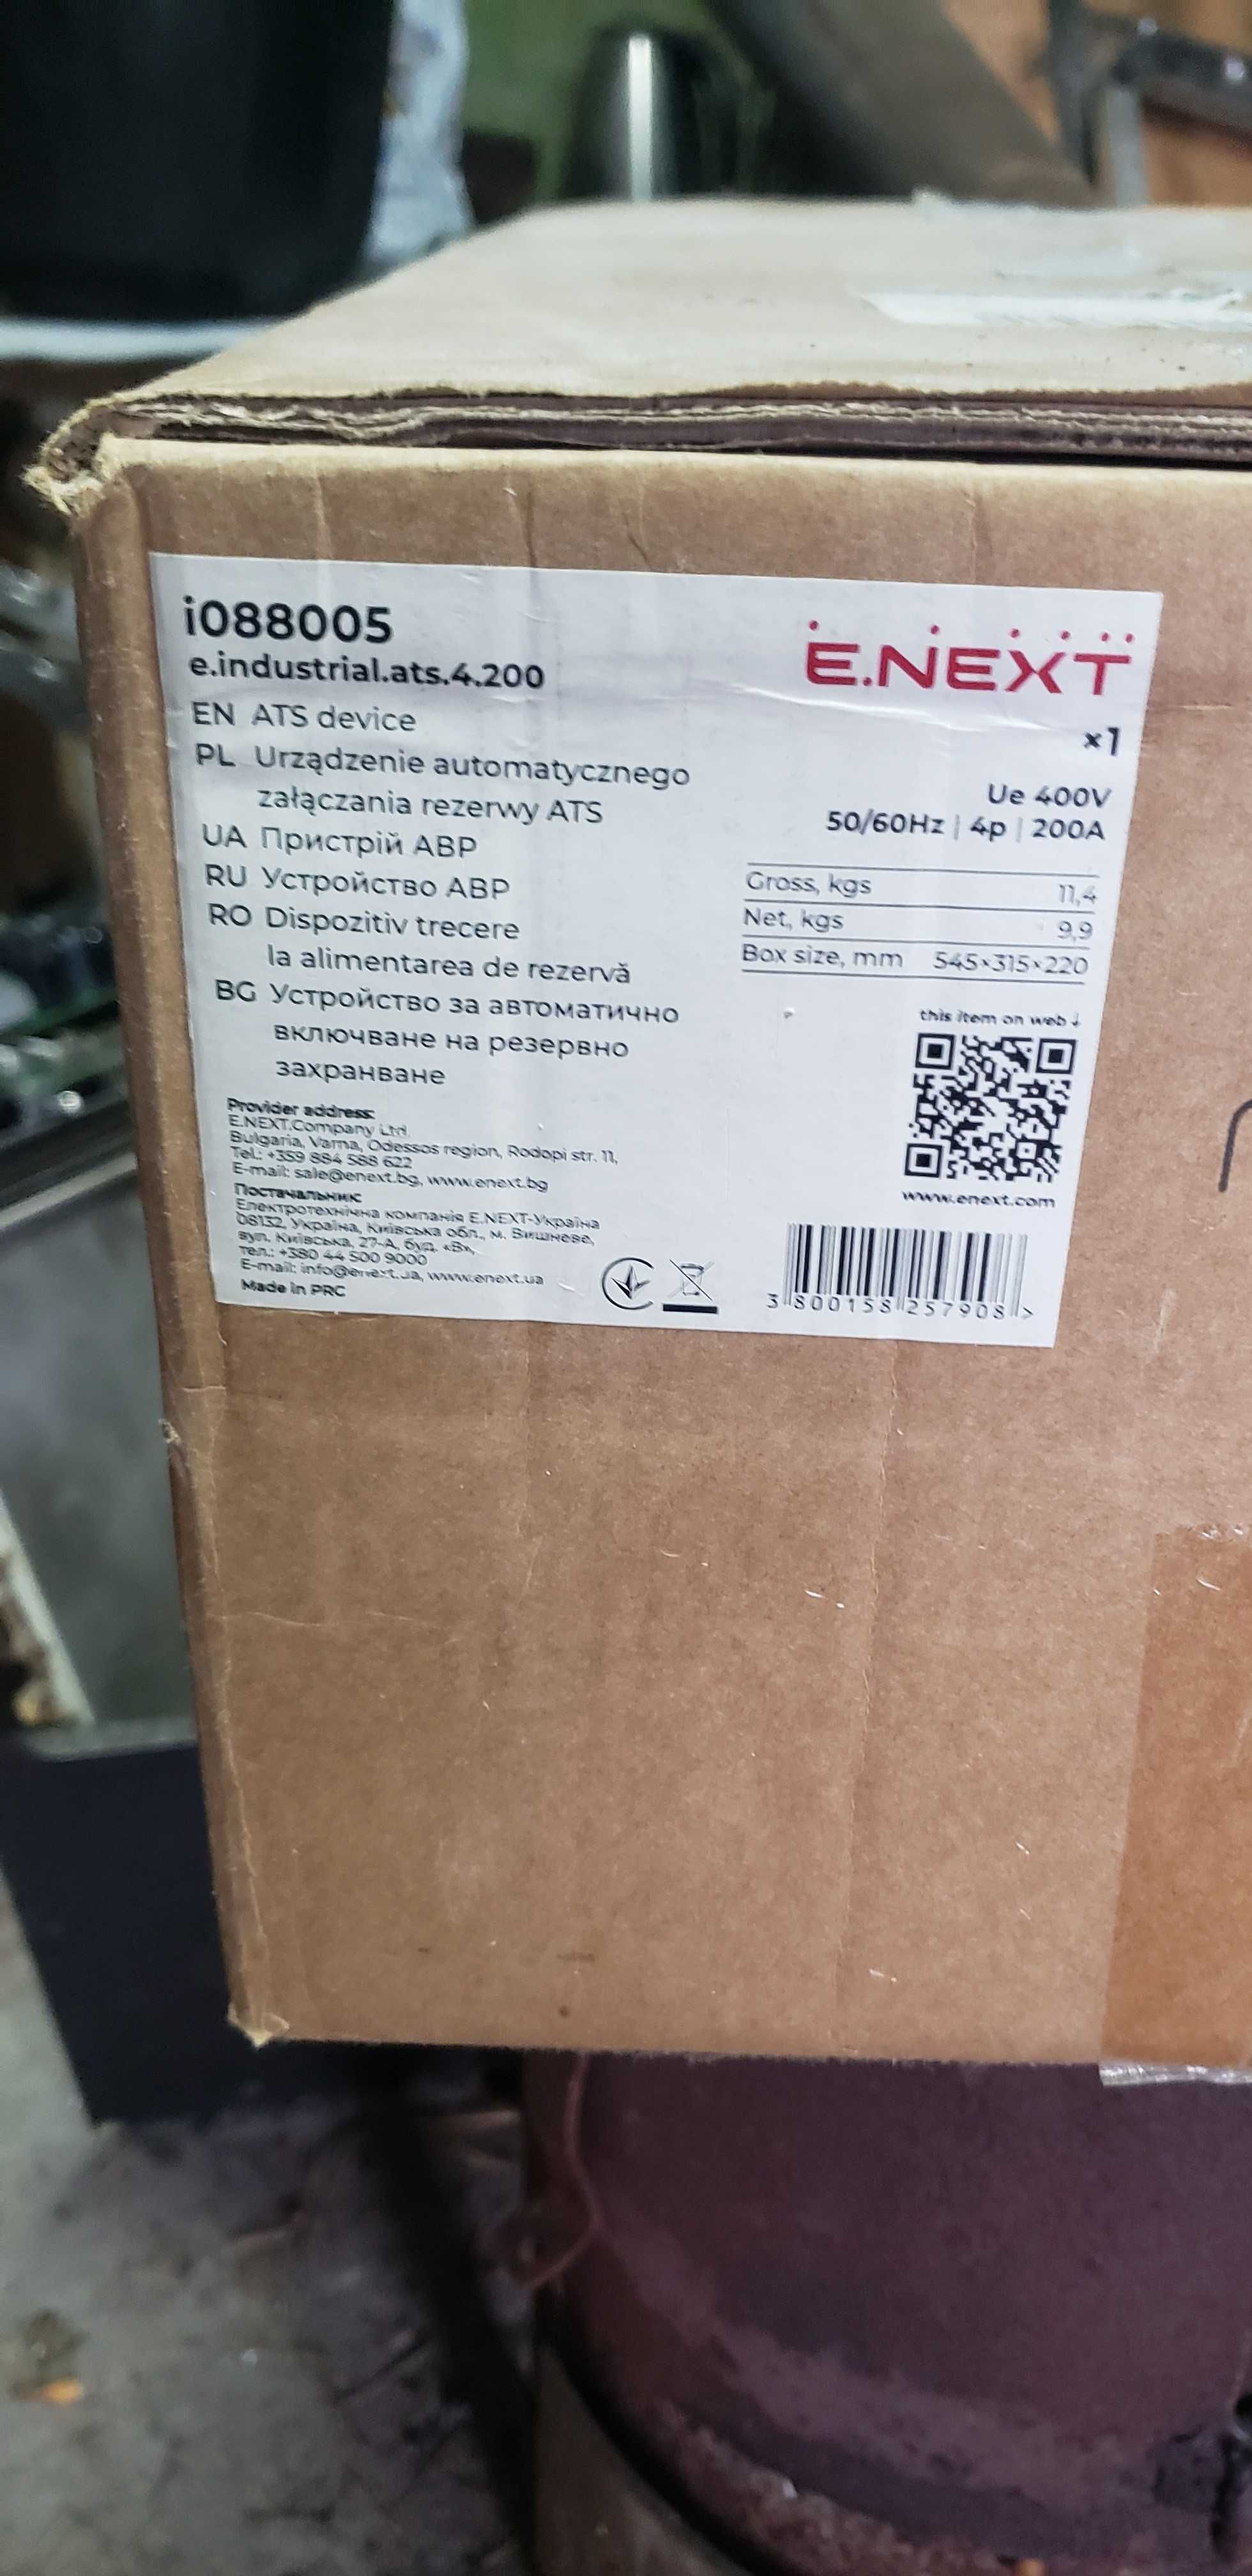 i088005
e.industrial.ats.4.200
E.NEXT
×1
EN ATS device
PL Urządzenie automatycznego
załączania rezerwy ATS
UA Пристрій АВР
RU Устройство АВР
RO Dispozitiv trecere
la alimentarea de rezervă
BG Устройство за автоматично
включване на резервно
захранване
Ue 400V
50/60Hz | 4p | 200A
Gross, kgs 11,4
Net, kgs 9,9
Box size, mm 545×315×220
this item on web ↓
www.enext.com
Provider address:
E.NEXT.Company Ltd.
Bulgaria, Varna, Odessos region, Rodopi str. 11,
Tel.: +359 884 588 622
E-mail: sale@enext.bg, www.enext.bg
Постачальник:
Електротехнічна компанія E.NEXT-Україна
08132, Україна, Київська обл., м. Вишневе,
вул. Київська, 27-А, буд. «В»,
тел.: +380 44 500 9000
E-mail: info@enext.ua, www.enext.ua
Made in PRC
3 800158 257908 >